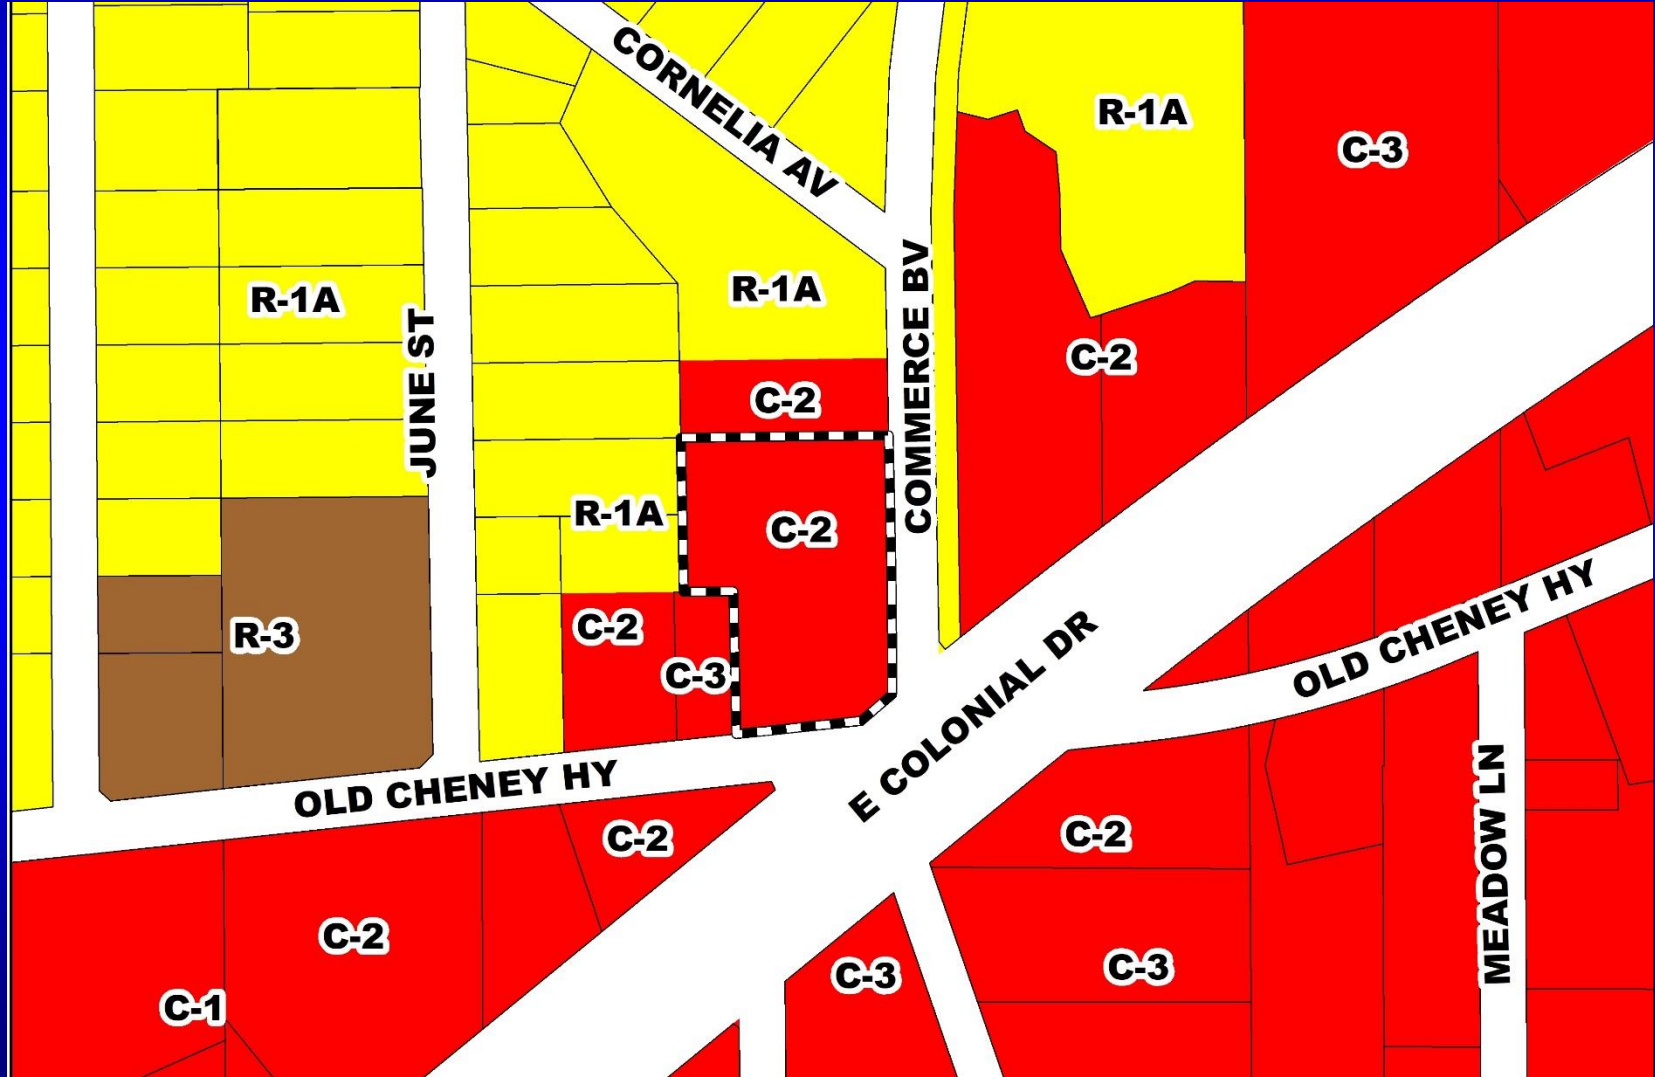 CORNELIA AV
R-1A
C-3
R-1A
R-1A
JUNE ST
COMMERCE BV
C-2
C-2
R-1A
C-2
C-2
R-3
C-3
OLD CHENEY HY
E COLONIAL DR
OLD CHENEY HY
C-2
C-2
MEADOW LN
C-2
C-3
C-3
C-1